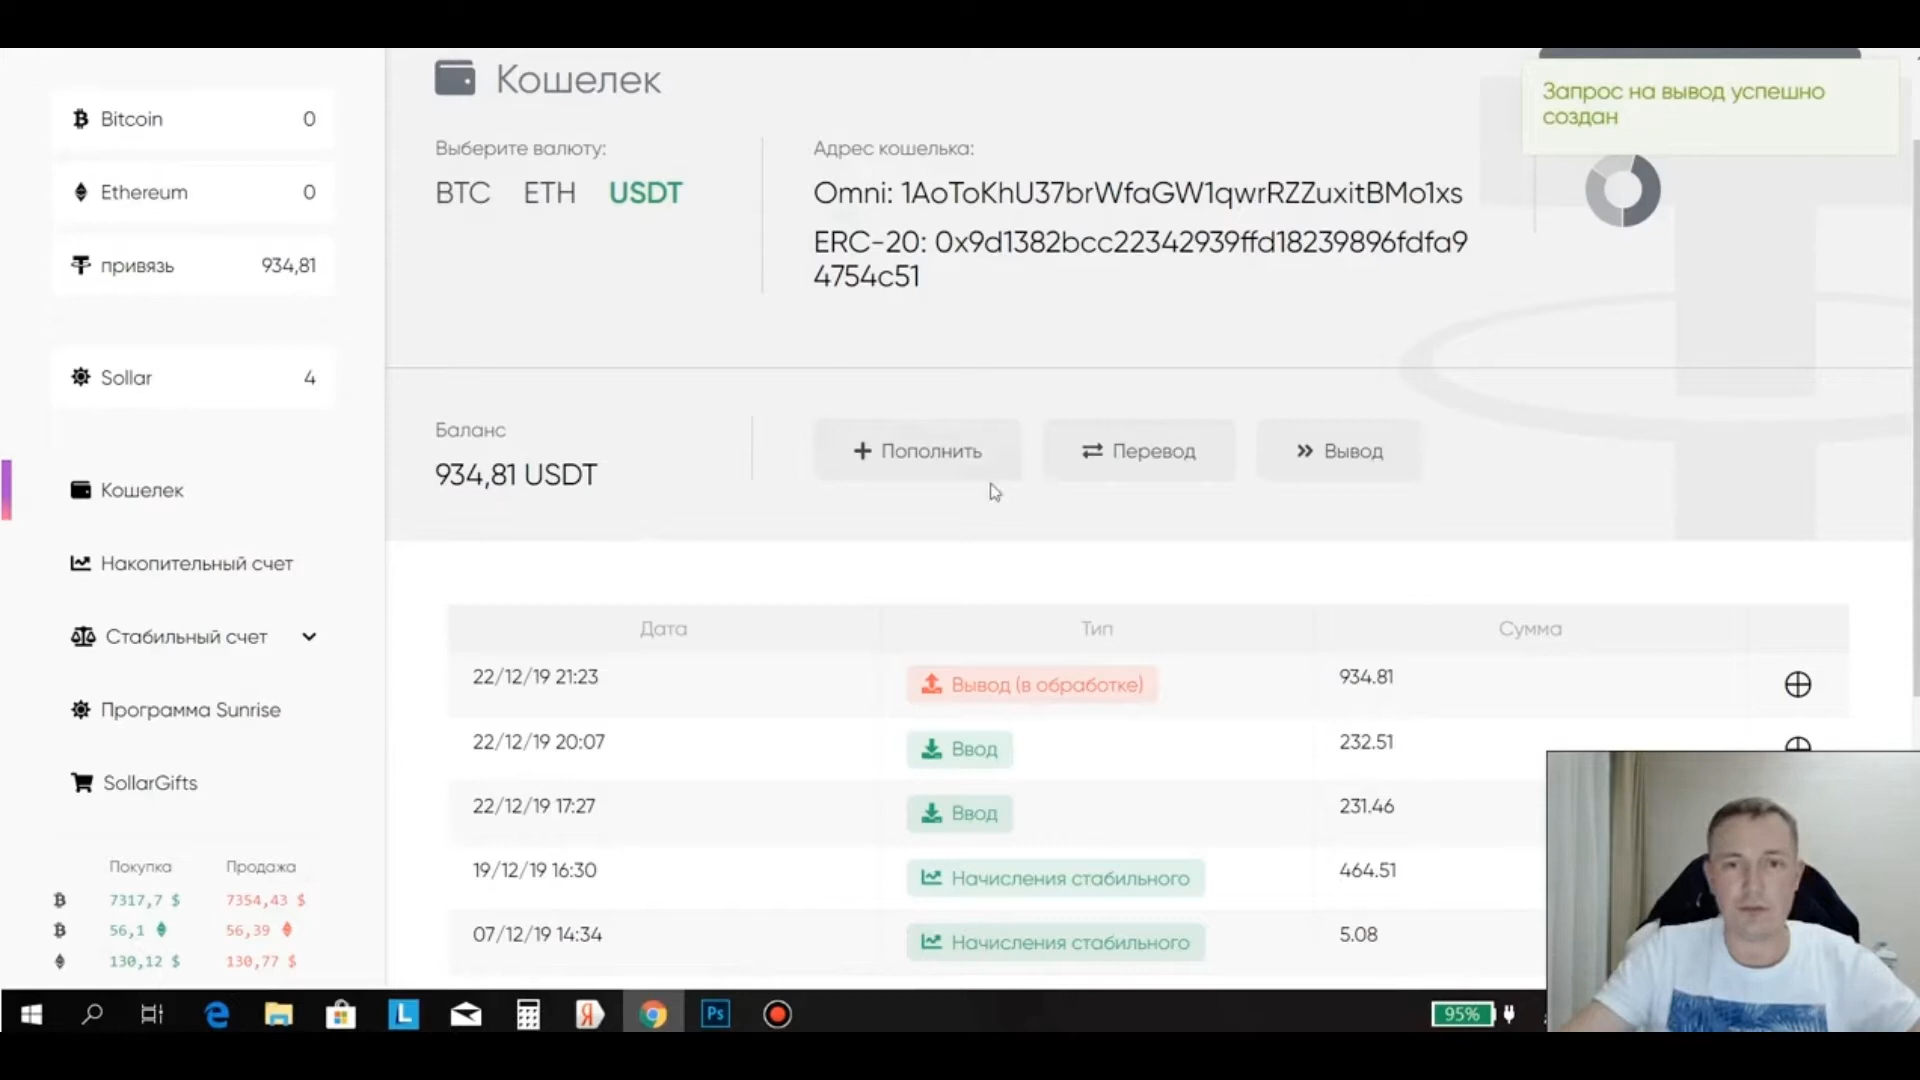 Bitcoin 0
Ethereum 0
привязь 934,81
Sollar 4
Кошелек
Накопительный счет
Стабильный счет
Программа Sunrise
SollarGifts
Покупка Продажа
7317,7 $ 7354,43 $
56,1 56,39
130,12 $ 130,77 $
Кошелек
Выберите валюту:
BTC ETH USDT
Адрес кошелька:
Omni: 1AoToKhU37brWfaGW1qwrRZZuxitBMo1xs
ERC-20: 0x9d1382bcc22342939ffd18239896fdfa9
4754c51
Запрос на вывод успешно
создан
Баланс
934,81 USDT
Пополнить
Перевод
Вывод
Дата Тип Сумма
22/12/19 21:23 Вывод (в обработке) 934.81
22/12/19 20:07 Ввод 232.51
22/12/19 17:27 Ввод 231.46
19/12/19 16:30 Начисления стабильного 464.51
07/12/19 14:34 Начисления стабильного 5.08
L Я Ps 95%